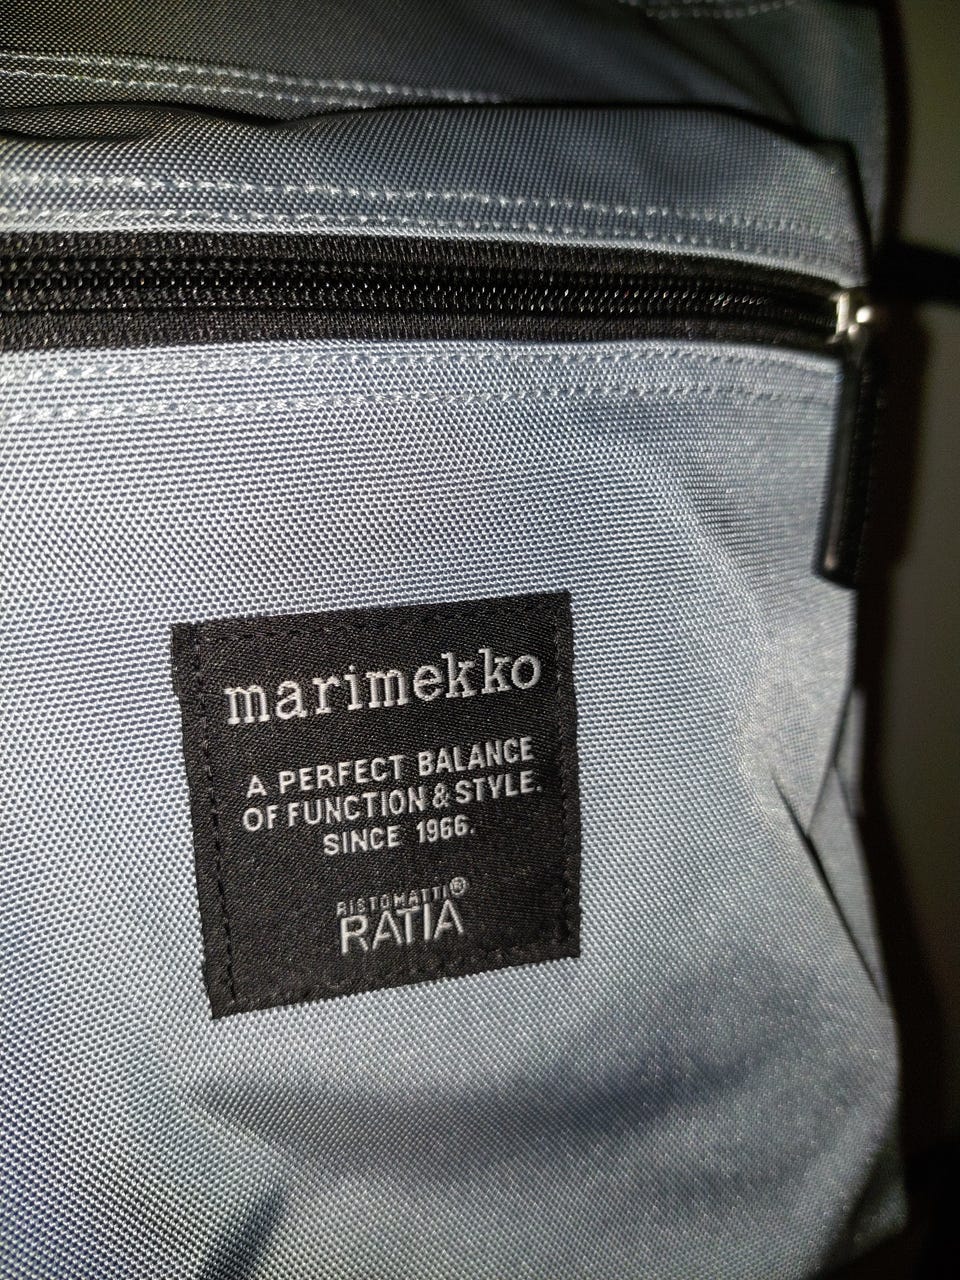 marimekko
A PERFECT BALANCE
OF FUNCTION & STYLE.
SINCE 1966.
RISTOMATTI®
RATIA